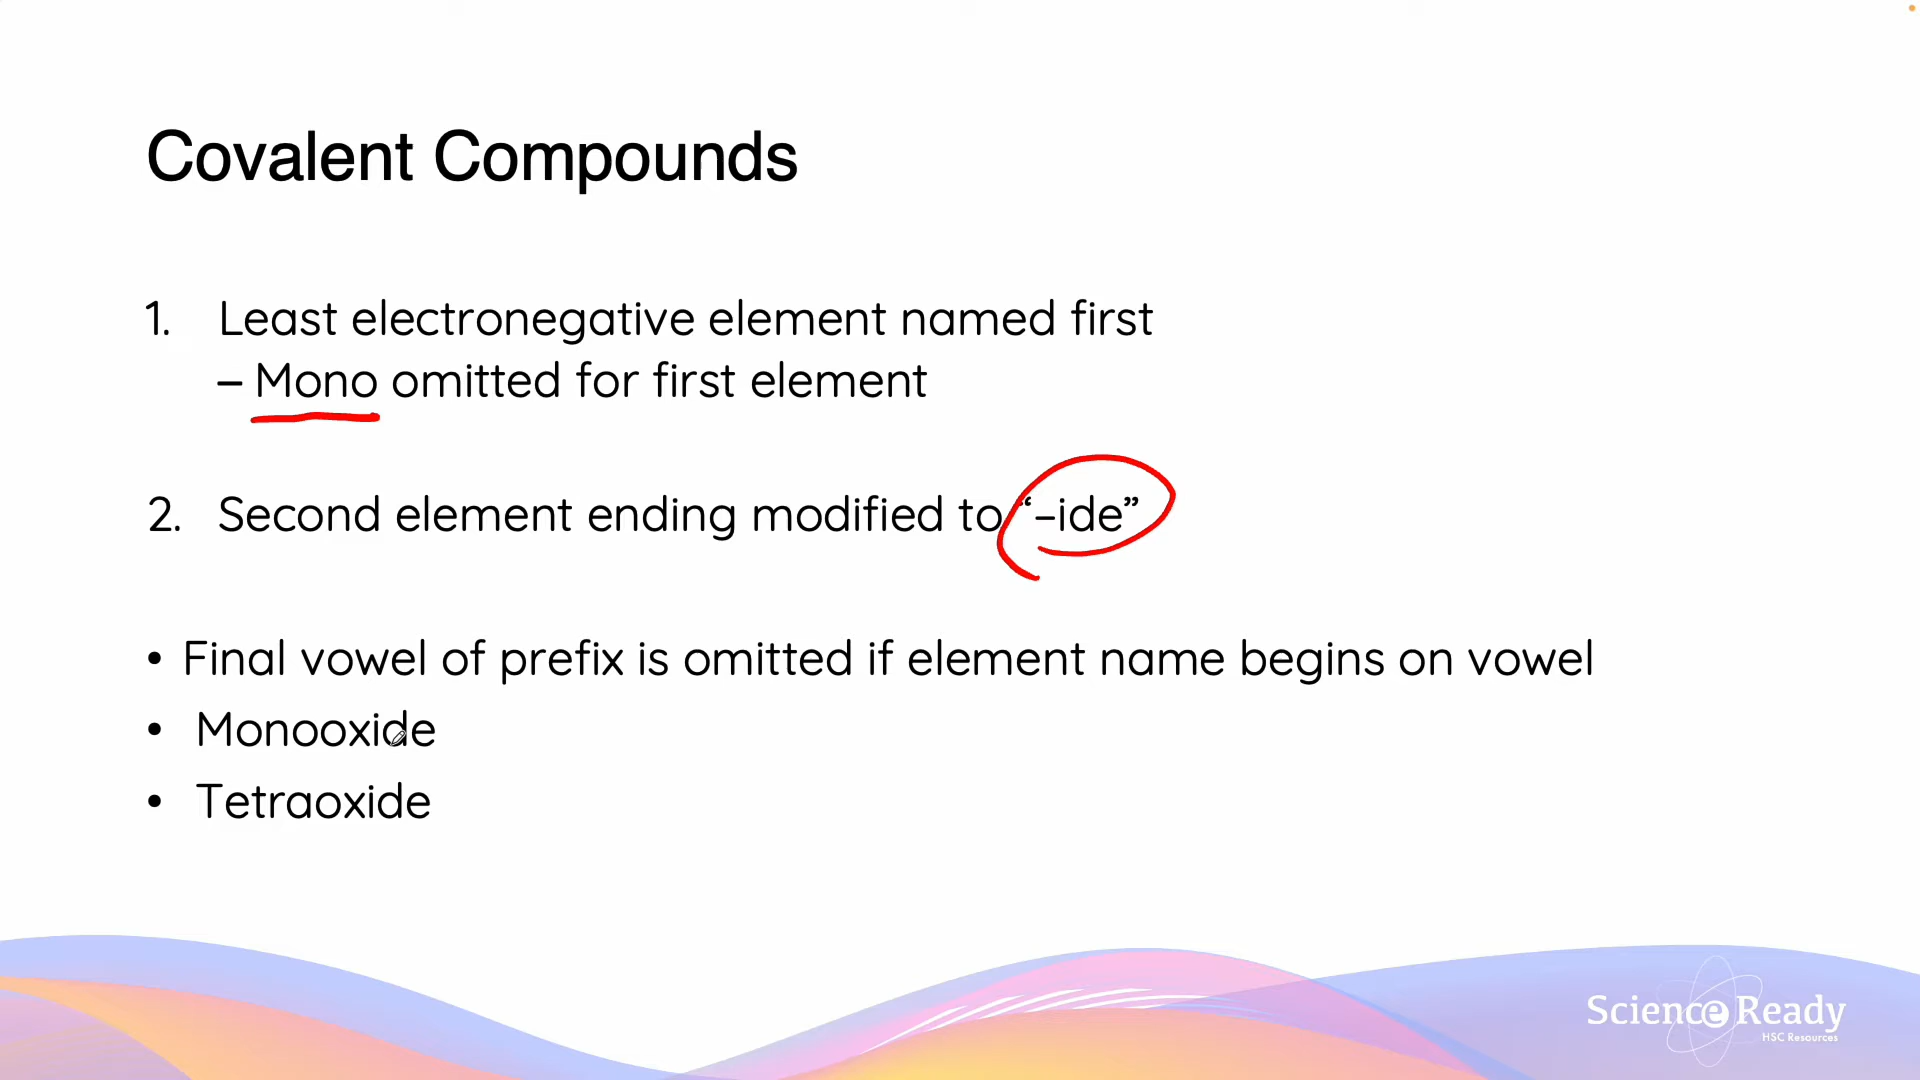 Covalent Compounds
1. Least electronegative element named first
– Mono omitted for first element
2. Second element ending modified to “–ide”
• Final vowel of prefix is omitted if element name begins on vowel
• Monooxide
• Tetraoxide
Science Ready
HSC Resources